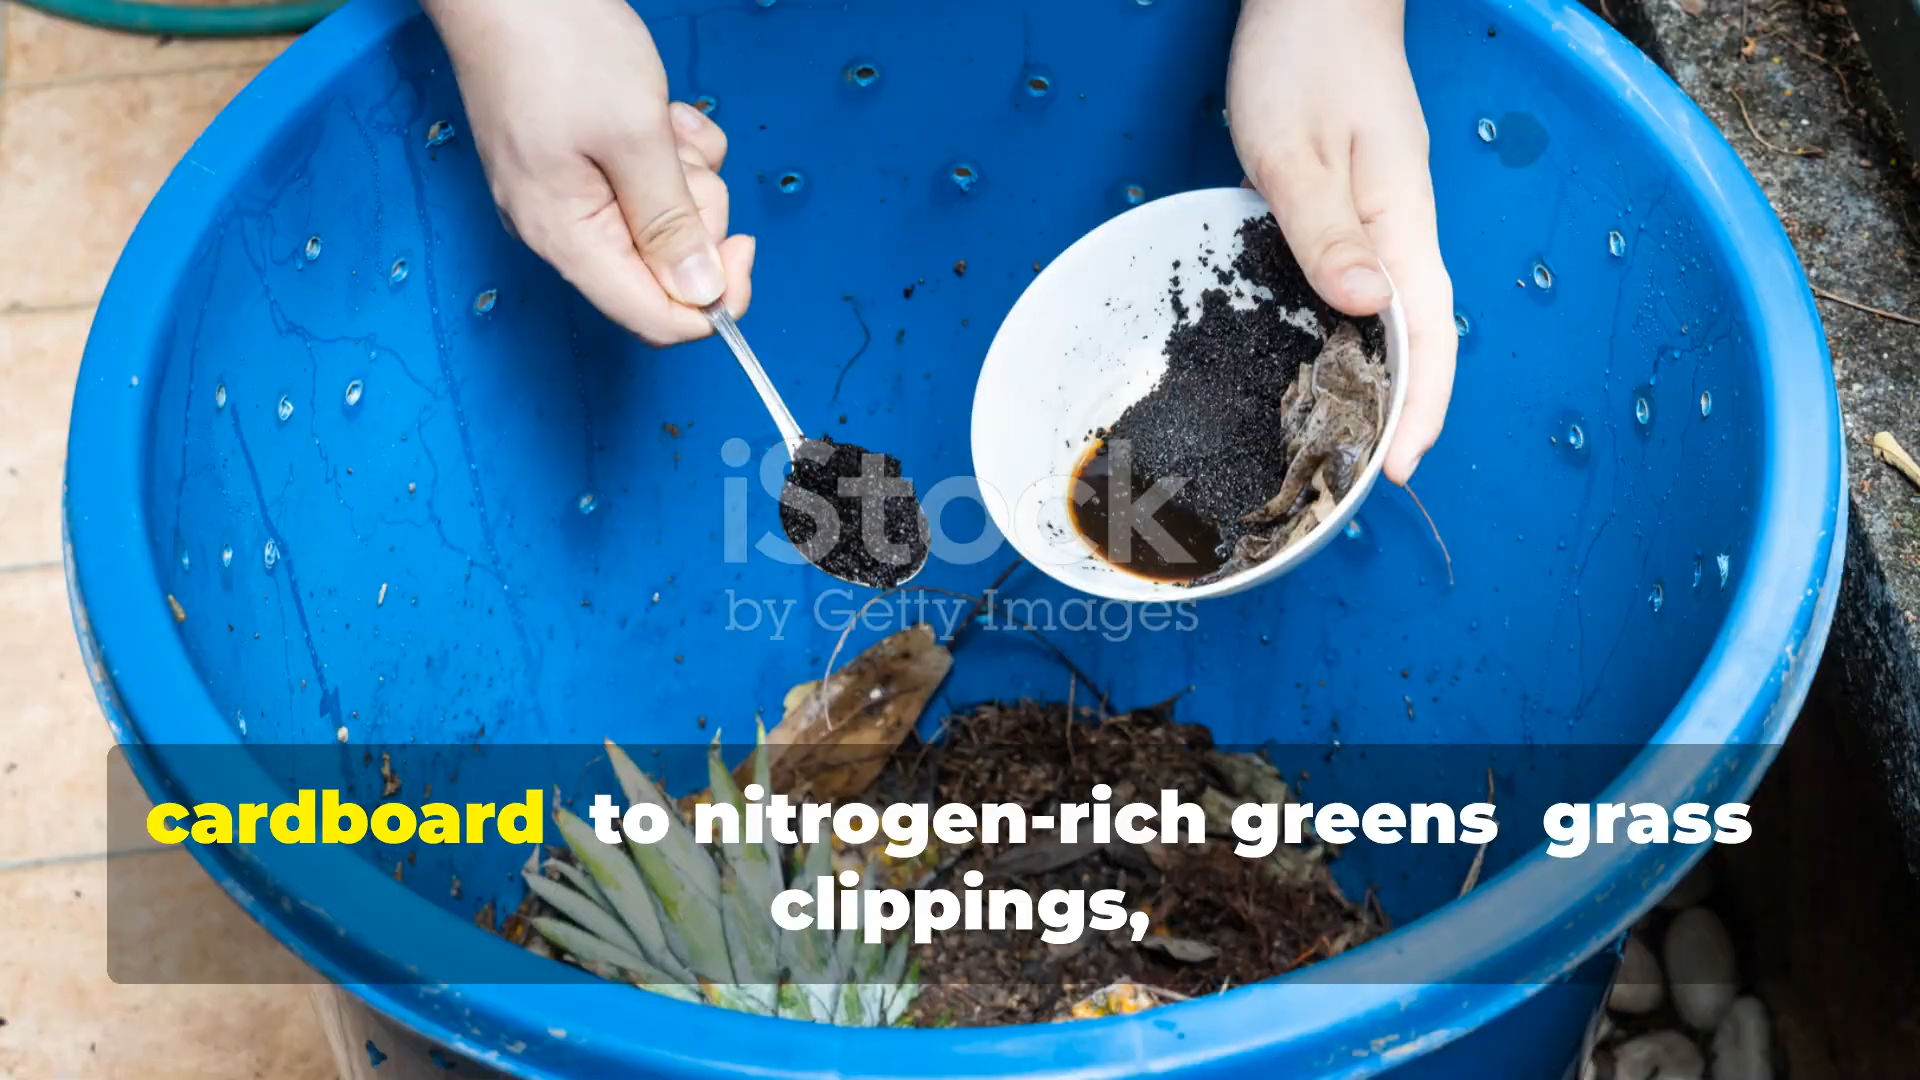 iStock
by Getty Images
cardboard to nitrogen-rich greens grass
clippings,